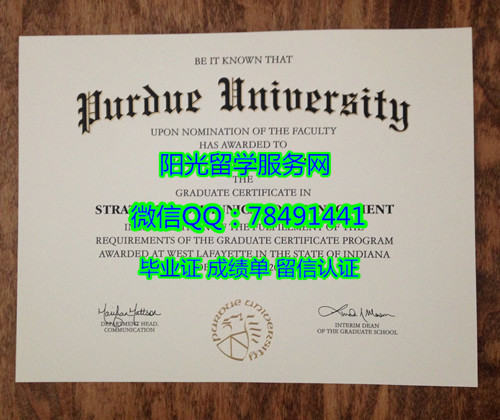 BE IT KNOWN THAT
Purdue University
UPON NOMINATION OF THE FACULTY
HAS AWARDED TO
阳光留学服务网
THE
GRADUATE CERTIFICATE IN
微信QQ：78491441
REQUIREMENTS OF THE GRADUATE CERTIFICATE PROGRAM
AWARDED AT WEST LAFAYETTE IN THE STATE OF INDIANA
毕业证 成绩单 留信认证
DEPARTMENT HEAD,
COMMUNICATION
PURDUE UNIVERSITY
INTERIM DEAN
OF THE GRADUATE SCHOOL